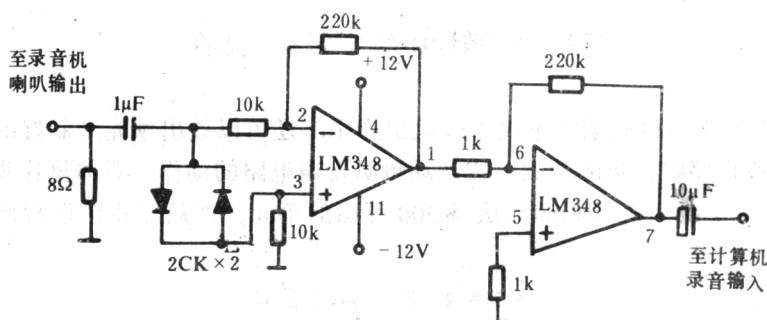 220k
+12V
至录音机
喇叭输出
1μF
10k
2
4
−
LM348
1
3
+
11
8Ω
10k
2CK×2
−12V
220k
1k
6
−
LM348
10μF
5
+
7
1k
至计算机
录音输入